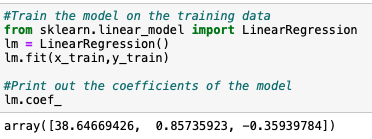 #Train the model on the training data
from sklearn.linear_model import LinearRegression
lm = LinearRegression()
lm.fit(x_train,y_train)
#Print out the coefficients of the model
lm.coef_
array([38.64669426,  0.85735923, -0.35939784])